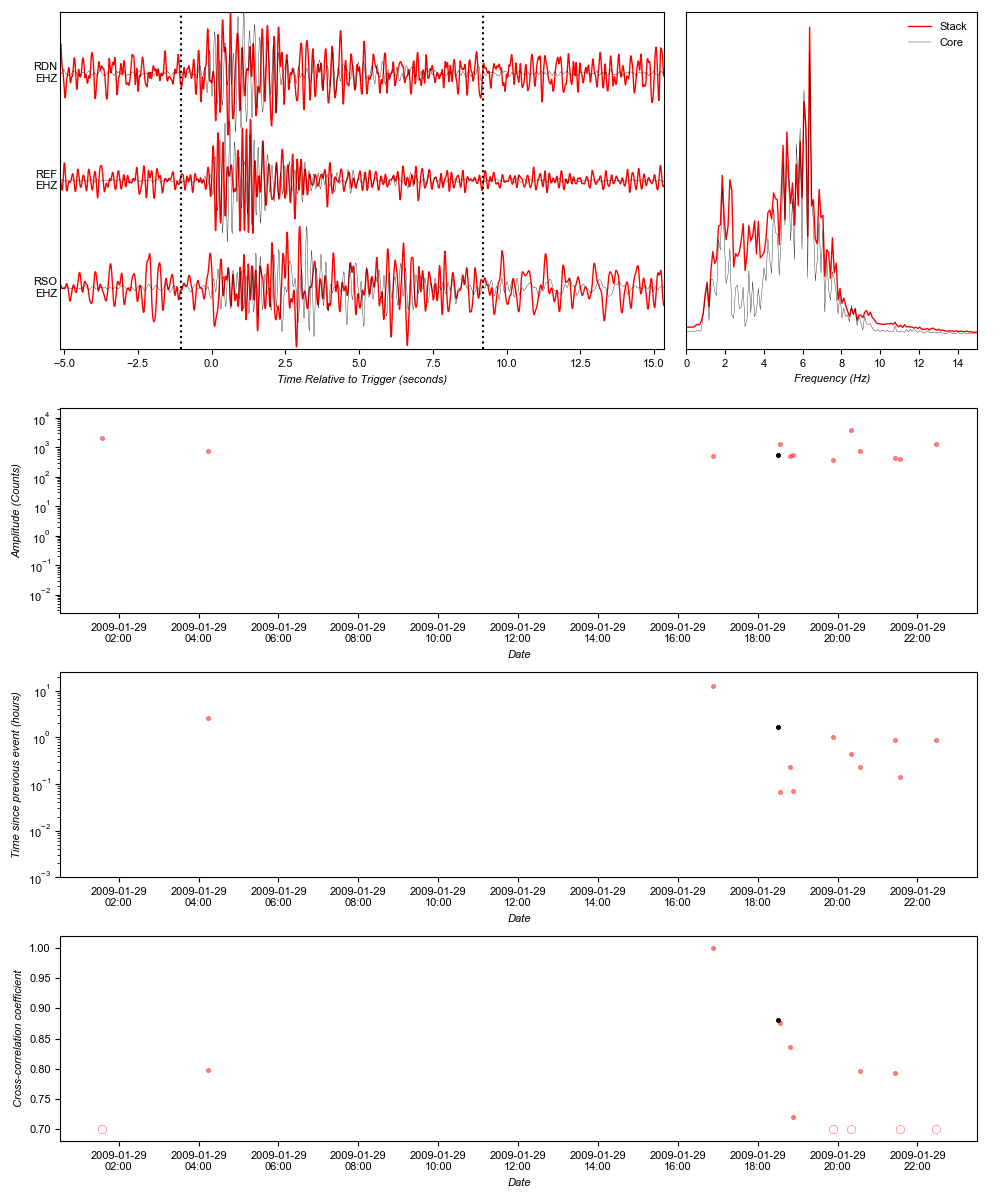 RDN
EHZ
REF
EHZ
RSO
EHZ
−5.0 −2.5 0.0 2.5 5.0 7.5 10.0 12.5 15.0
Time Relative to Trigger (seconds)
Stack
Core
0 2 4 6 8 10 12 14
Frequency (Hz)
Amplitude (Counts)
10^4
10^3
10^2
10^1
10^0
10^−1
10^−2
2009-01-29 2009-01-29 2009-01-29 2009-01-29 2009-01-29 2009-01-29 2009-01-29 2009-01-29 2009-01-29 2009-01-29 2009-01-29
02:00 04:00 06:00 08:00 10:00 12:00 14:00 16:00 18:00 20:00 22:00
Date
Time since previous event (hours)
10^1
10^0
10^−1
10^−2
10^−3
2009-01-29 2009-01-29 2009-01-29 2009-01-29 2009-01-29 2009-01-29 2009-01-29 2009-01-29 2009-01-29 2009-01-29 2009-01-29
02:00 04:00 06:00 08:00 10:00 12:00 14:00 16:00 18:00 20:00 22:00
Date
Cross-correlation coefficient
1.00
0.95
0.90
0.85
0.80
0.75
0.70
2009-01-29 2009-01-29 2009-01-29 2009-01-29 2009-01-29 2009-01-29 2009-01-29 2009-01-29 2009-01-29 2009-01-29 2009-01-29
02:00 04:00 06:00 08:00 10:00 12:00 14:00 16:00 18:00 20:00 22:00
Date